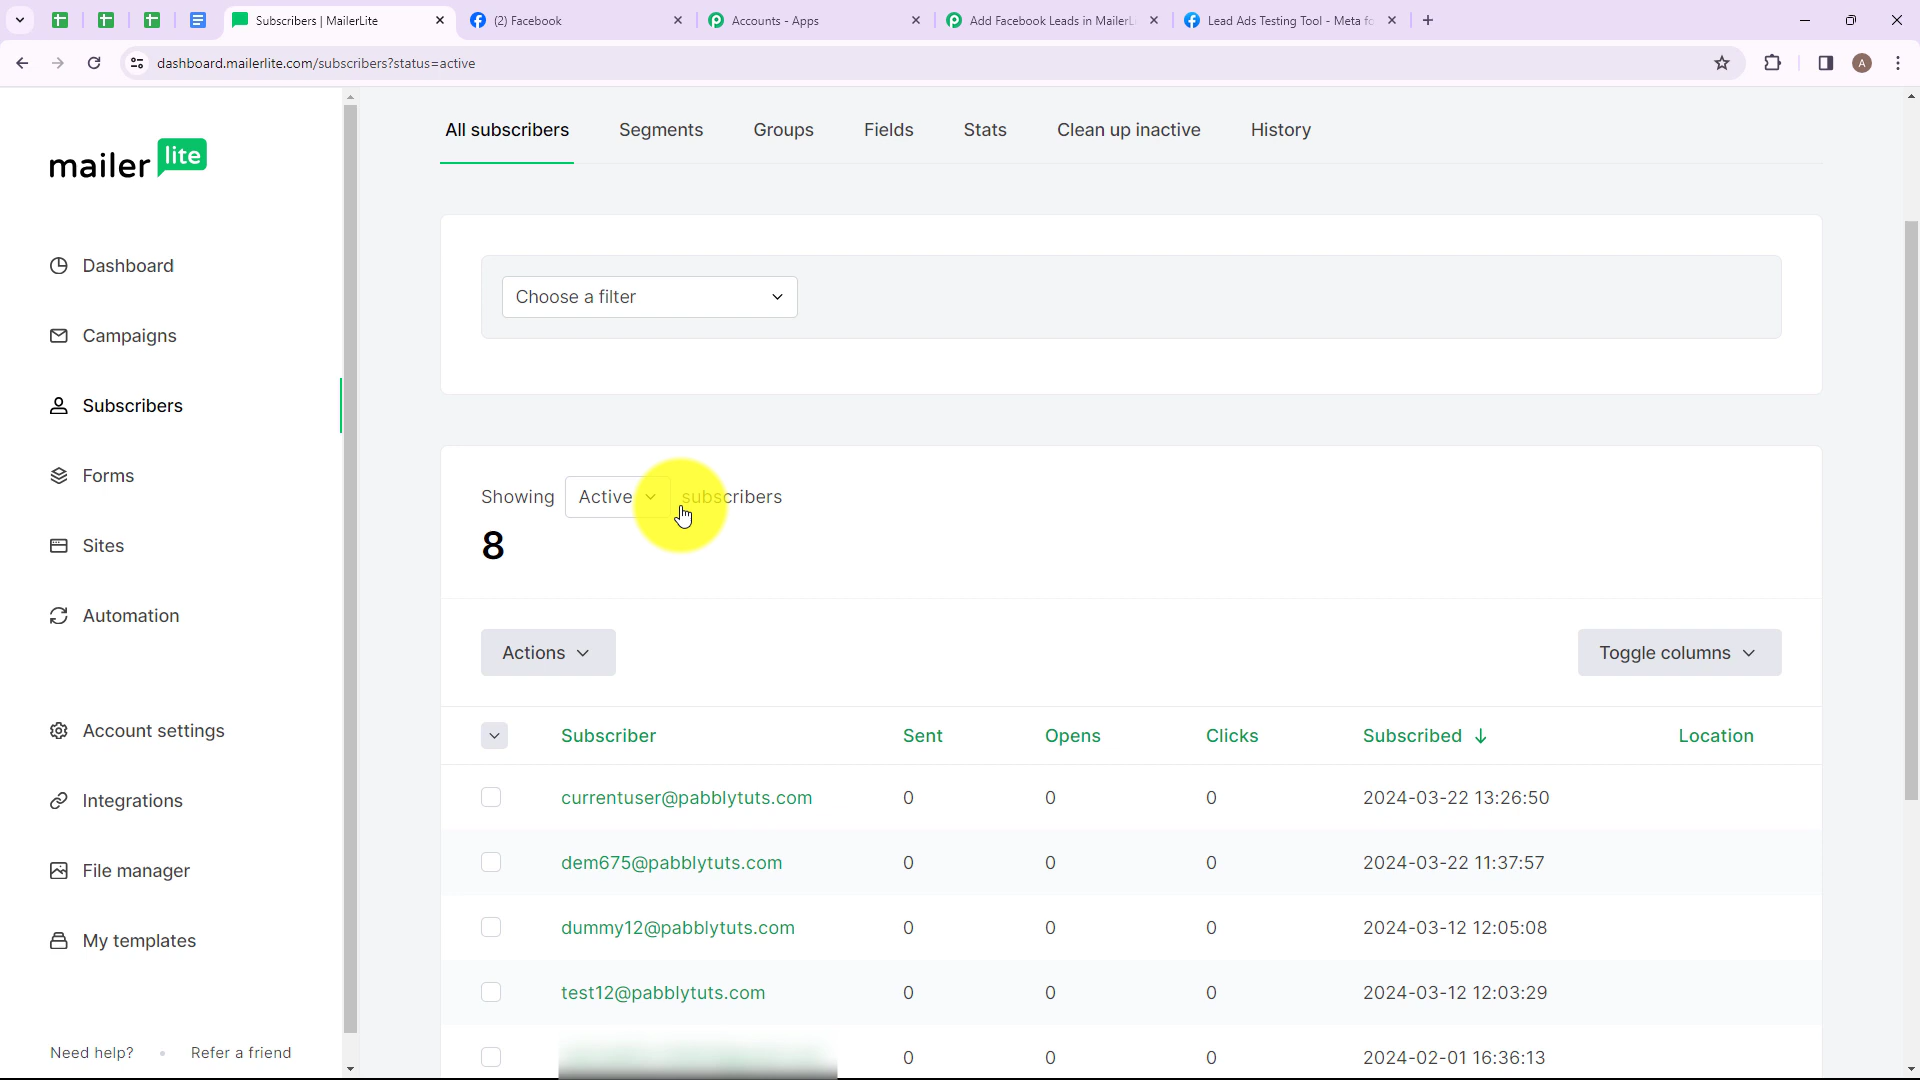 Subscribers | MailerLite
(2) Facebook
Accounts - Apps
Add Facebook Leads in MailerL
Lead Ads Testing Tool - Meta fo
dashboard.mailerlite.com/subscribers?status=active
A
mailer lite
Dashboard
Campaigns
Subscribers
Forms
Sites
Automation
Account settings
Integrations
File manager
My templates
Need help? • Refer a friend
All subscribers Segments Groups Fields Stats Clean up inactive History
Choose a filter
Showing Active subscribers
8
Actions
Toggle columns
Subscriber Sent Opens Clicks Subscribed ↓ Location
currentuser@pabblytuts.com 0 0 0 2024-03-22 13:26:50
dem675@pabblytuts.com 0 0 0 2024-03-22 11:37:57
dummy12@pabblytuts.com 0 0 0 2024-03-12 12:05:08
test12@pabblytuts.com 0 0 0 2024-03-12 12:03:29
0 0 0 2024-02-01 16:36:13